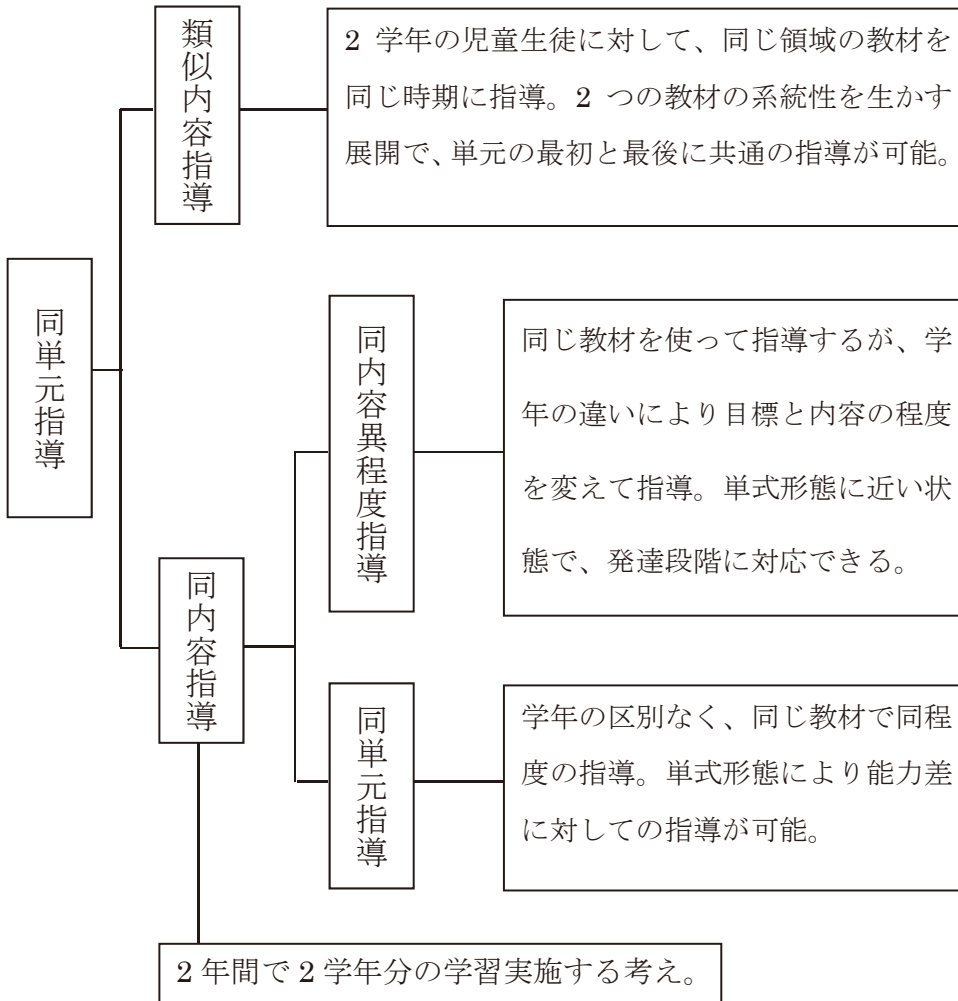 類似内容指導
2 学年の児童生徒に対して、同じ領域の教材を
同じ時期に指導。2 つの教材の系統性を生かす
展開で、単元の最初と最後に共通の指導が可能。
同単元指導
同内容異程度指導
同じ教材を使って指導するが、学
年の違いにより目標と内容の程度
を変えて指導。単式形態に近い状
態で、発達段階に対応できる。
同内容指導
同単元指導
学年の区別なく、同じ教材で同程
度の指導。単式形態により能力差
に対しての指導が可能。
2 年間で 2 学年分の学習実施する考え。